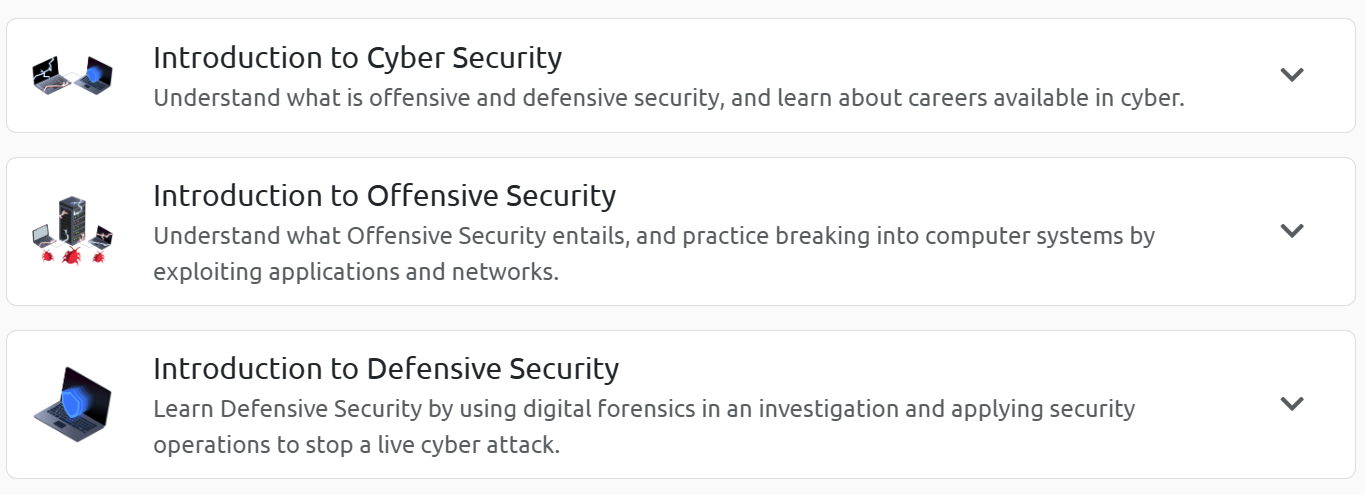 Introduction to Cyber Security
Understand what is offensive and defensive security, and learn about careers available in cyber.
Introduction to Offensive Security
Understand what Offensive Security entails, and practice breaking into computer systems by
exploiting applications and networks.
Introduction to Defensive Security
Learn Defensive Security by using digital forensics in an investigation and applying security
operations to stop a live cyber attack.